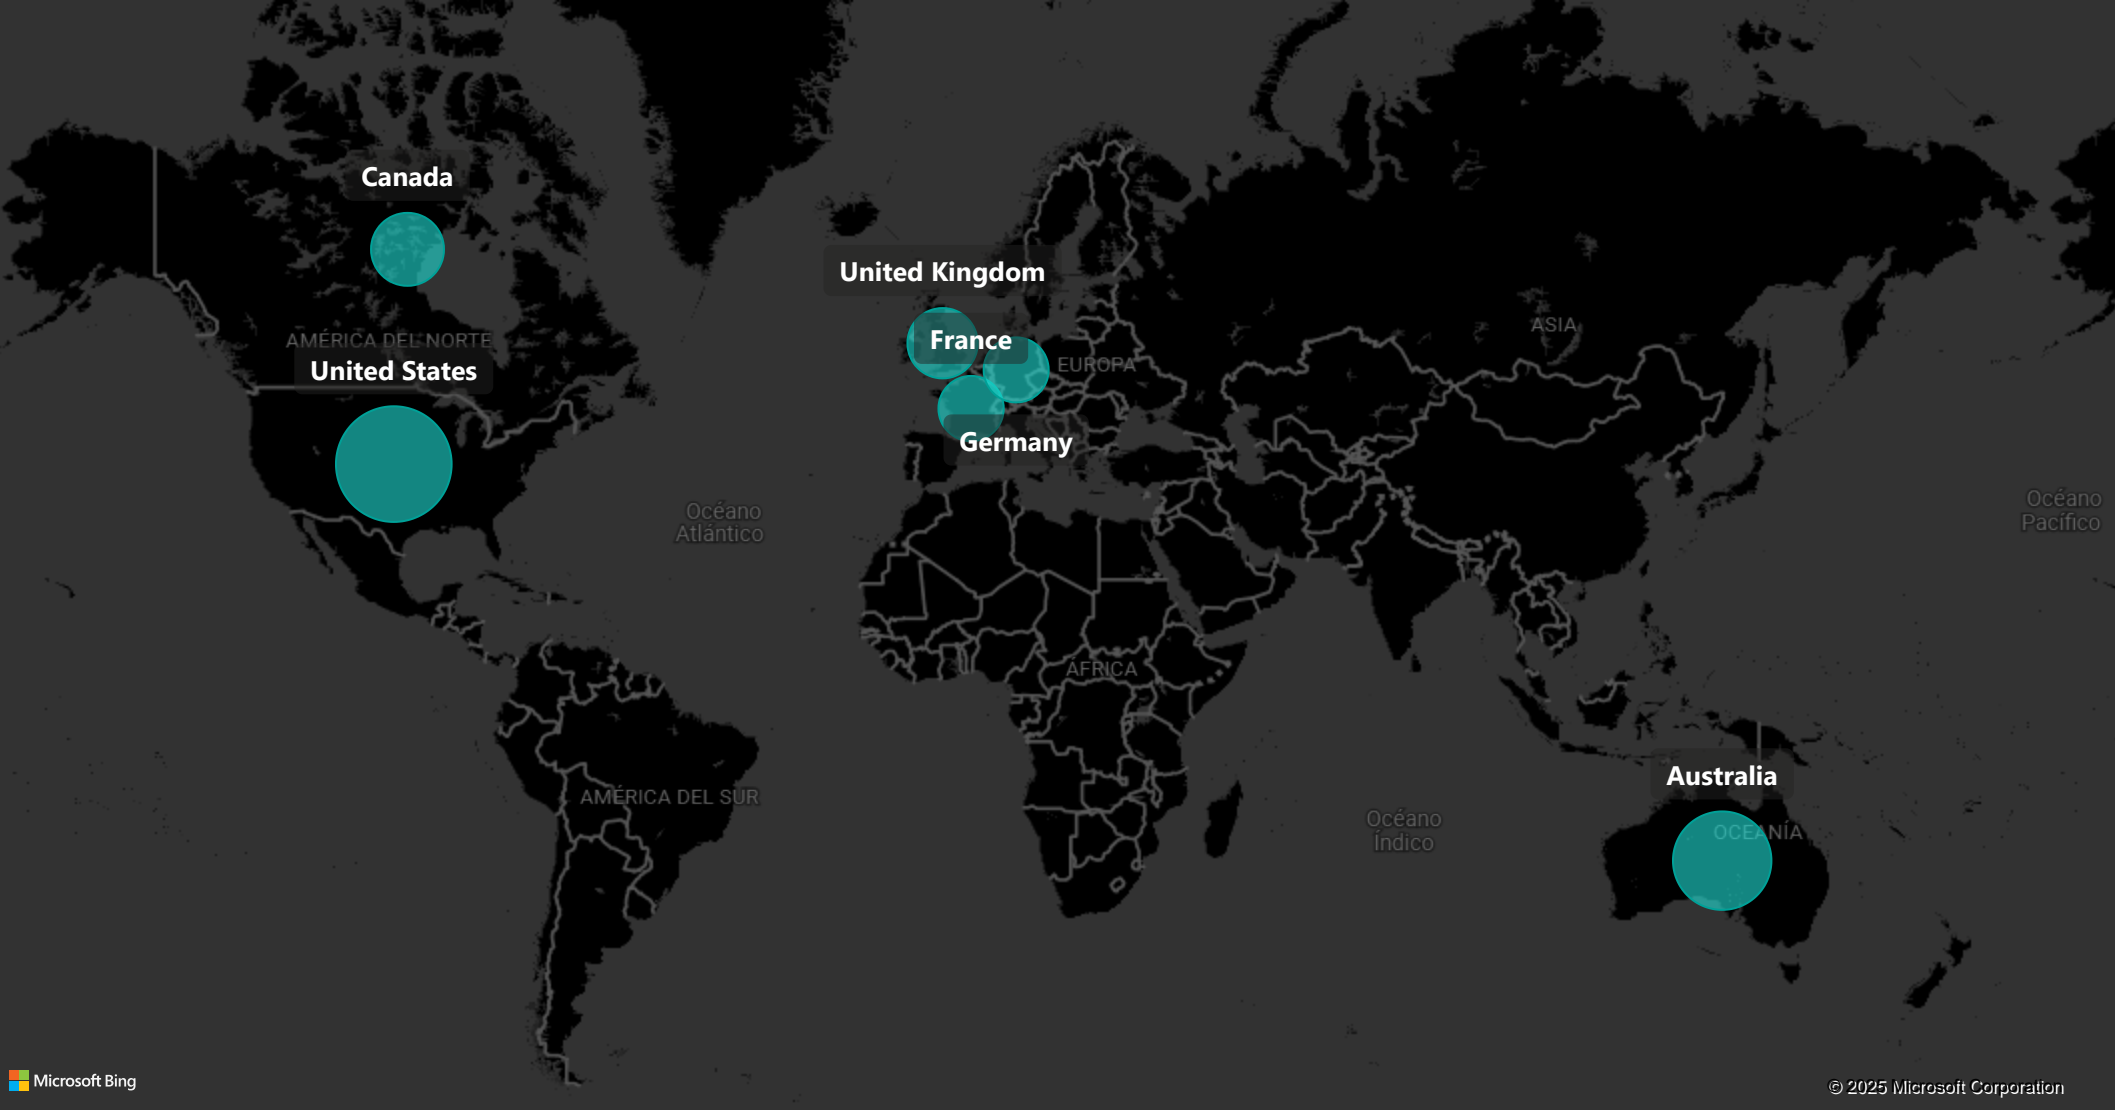 Canada
United Kingdom
ASIA
AMÉRICA DEL NORTE
France
EUROPA
United States
Germany
Océano
Atlántico
Océano
Pacífico
ÁFRICA
Australia
AMÉRICA DEL SUR
Océano
Índico
OCEANÍA
Microsoft Bing
© 2025 Microsoft Corporation